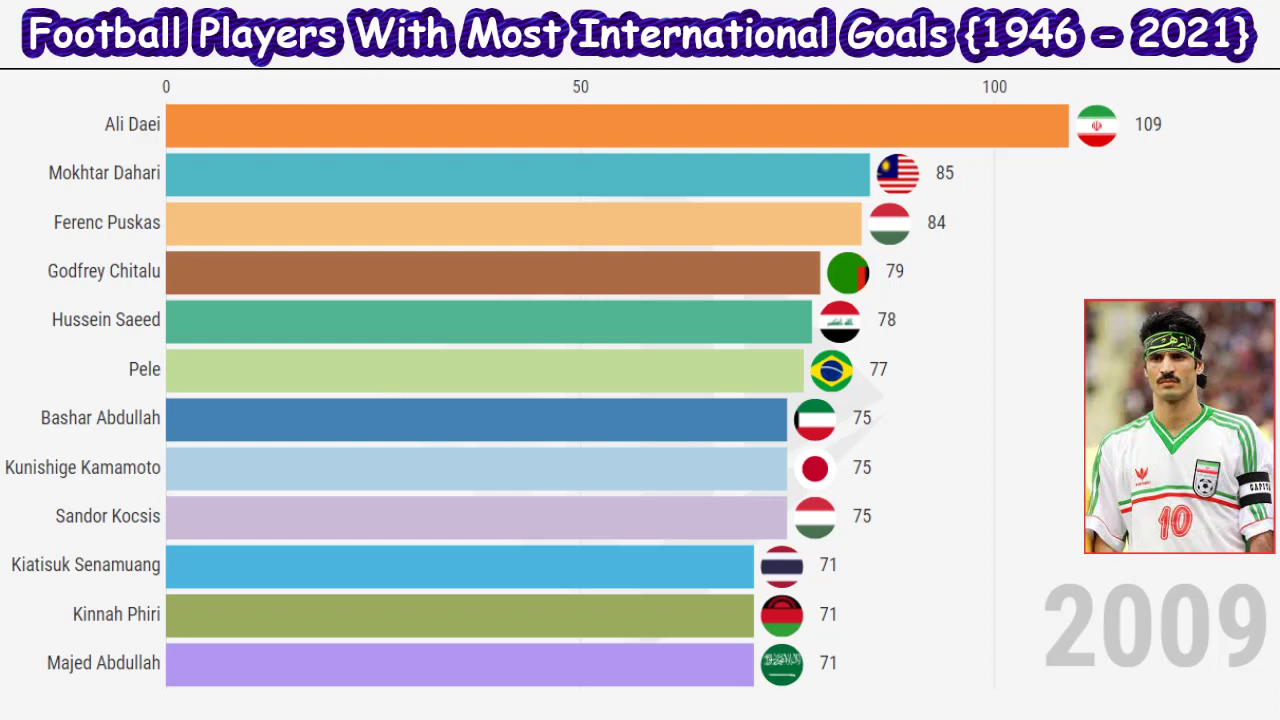 Football Players With Most International Goals {1946 - 2021}
0 50 100
Ali Daei 109
Mokhtar Dahari 85
Ferenc Puskas 84
Godfrey Chitalu 79
Hussein Saeed 78
Pele 77
Bashar Abdullah 75
Kunishige Kamamoto 75
Sandor Kocsis 75
Kiatisuk Senamuang 71
Kinnah Phiri 71
Majed Abdullah 71
10
2009